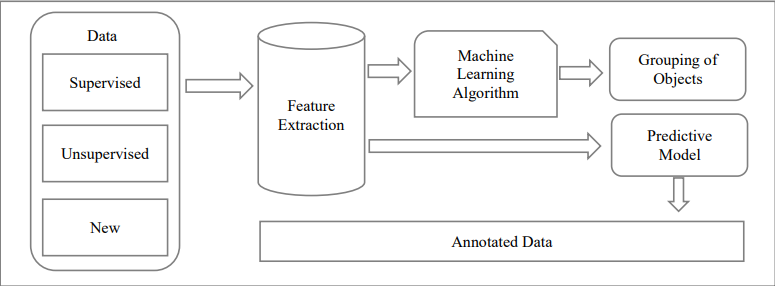 Data
Supervised
Unsupervised
New
Feature
Extraction
Machine
Learning
Algorithm
Grouping of
Objects
Predictive
Model
Annotated Data